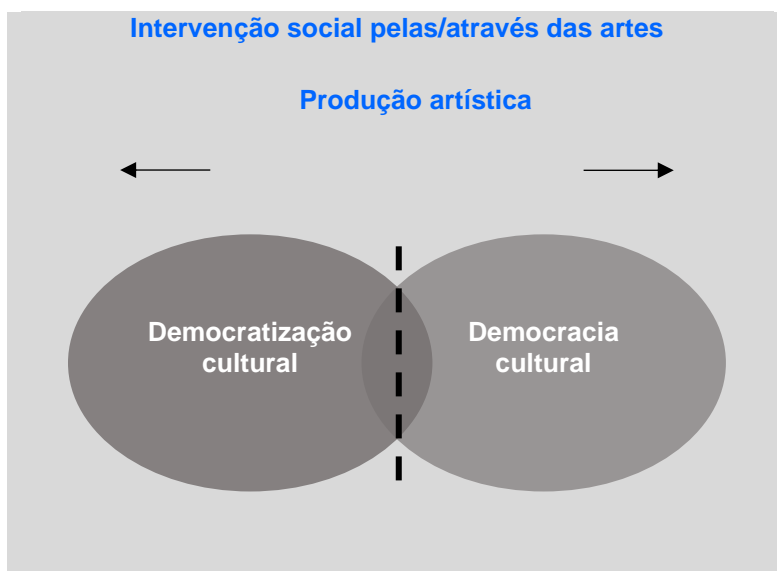 Intervenção social pelas/através das artes
Produção artística
Democratização
cultural
Democracia
cultural